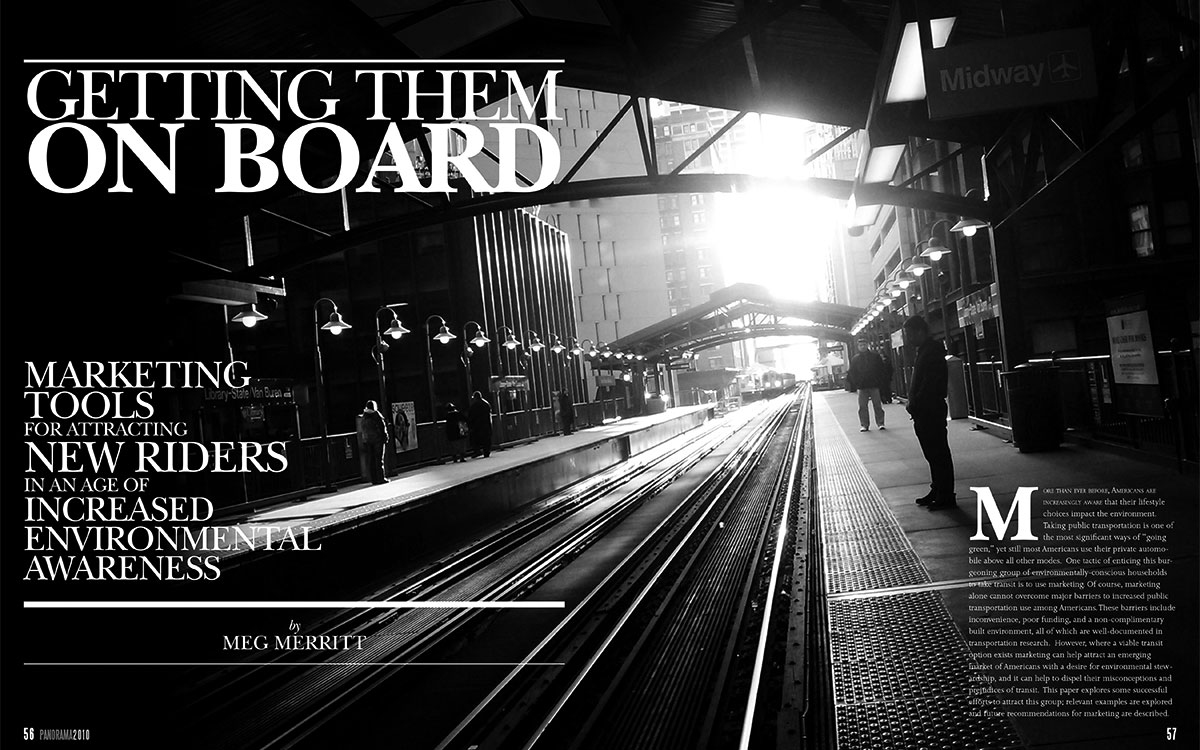 GETTING THEM
ON BOARD
Midway
Library-State/Van Buren
MARKETING
TOOLS
FOR ATTRACTING
NEW RIDERS
IN AN AGE OF
INCREASED
ENVIRONMENTAL
AWARENESS
by
MEG MERRITT
MORE THAN EVER BEFORE, AMERICANS ARE
INCREASINGLY AWARE that their lifestyle
choices impact the environment.
Taking public transportation is one of
the most significant ways of "going
green," yet still most Americans use their private automo-
bile above all other modes. One tactic of enticing this bur-
geoning group of environmentally-conscious households
to take transit is to use marketing. Of course, marketing
alone cannot overcome major barriers to increased public
transportation use among Americans. These barriers include
inconvenience, poor funding, and a non-complimentary
built environment, all of which are well-documented in
transportation research. However, where a viable transit
option exists marketing can help attract an emerging
market of Americans with a desire for environmental stew-
ardship, and it can help to dispel their misconceptions and
prejudices of transit. This paper explores some successful
efforts to attract this group; relevant examples are explored
and future recommendations for marketing are described.
56 PANORAMA2010
57